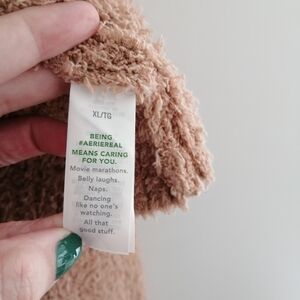 XL/TG
BEING
#AERIEREAL
MEANS CARING
FOR YOU.
Movie marathons.
Belly laughs.
Naps.
Dancing
like no one's
watching.
All that
good stuff.